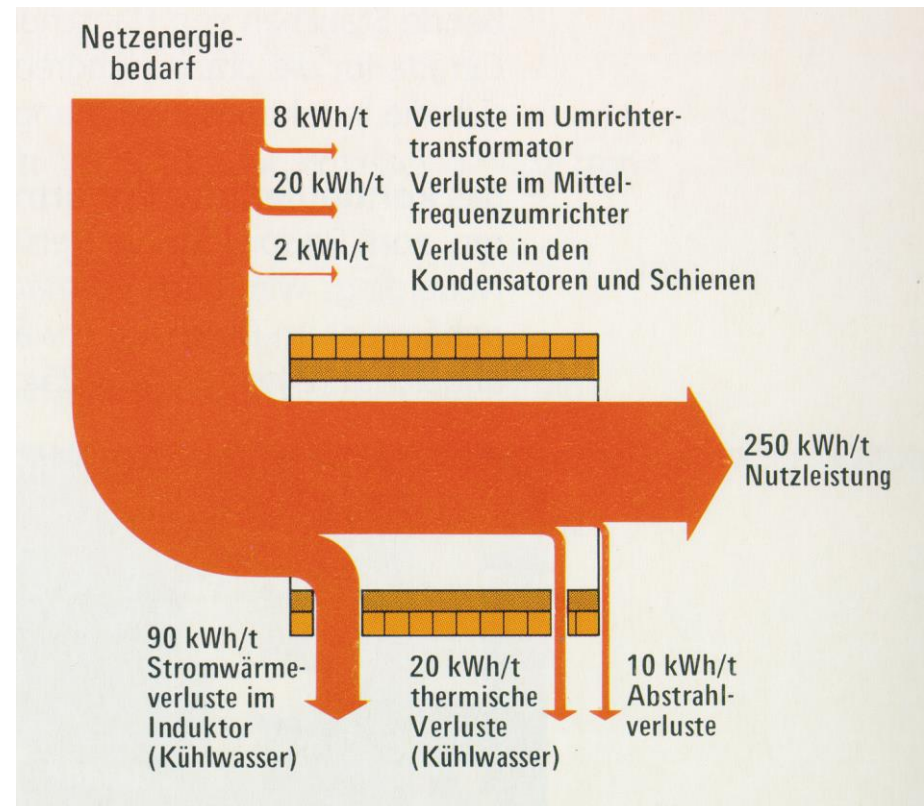 Netzenergie-
bedarf
8 kWh/t Verluste im Umrichter-
transformator
20 kWh/t Verluste im Mittel-
frequenzumrichter
2 kWh/t Verluste in den
Kondensatoren und Schienen
250 kWh/t
Nutzleistung
90 kWh/t
Stromwärme-
verluste im
Induktor
(Kühlwasser)
20 kWh/t
thermische
Verluste
(Kühlwasser)
10 kWh/t
Abstrahl-
verluste